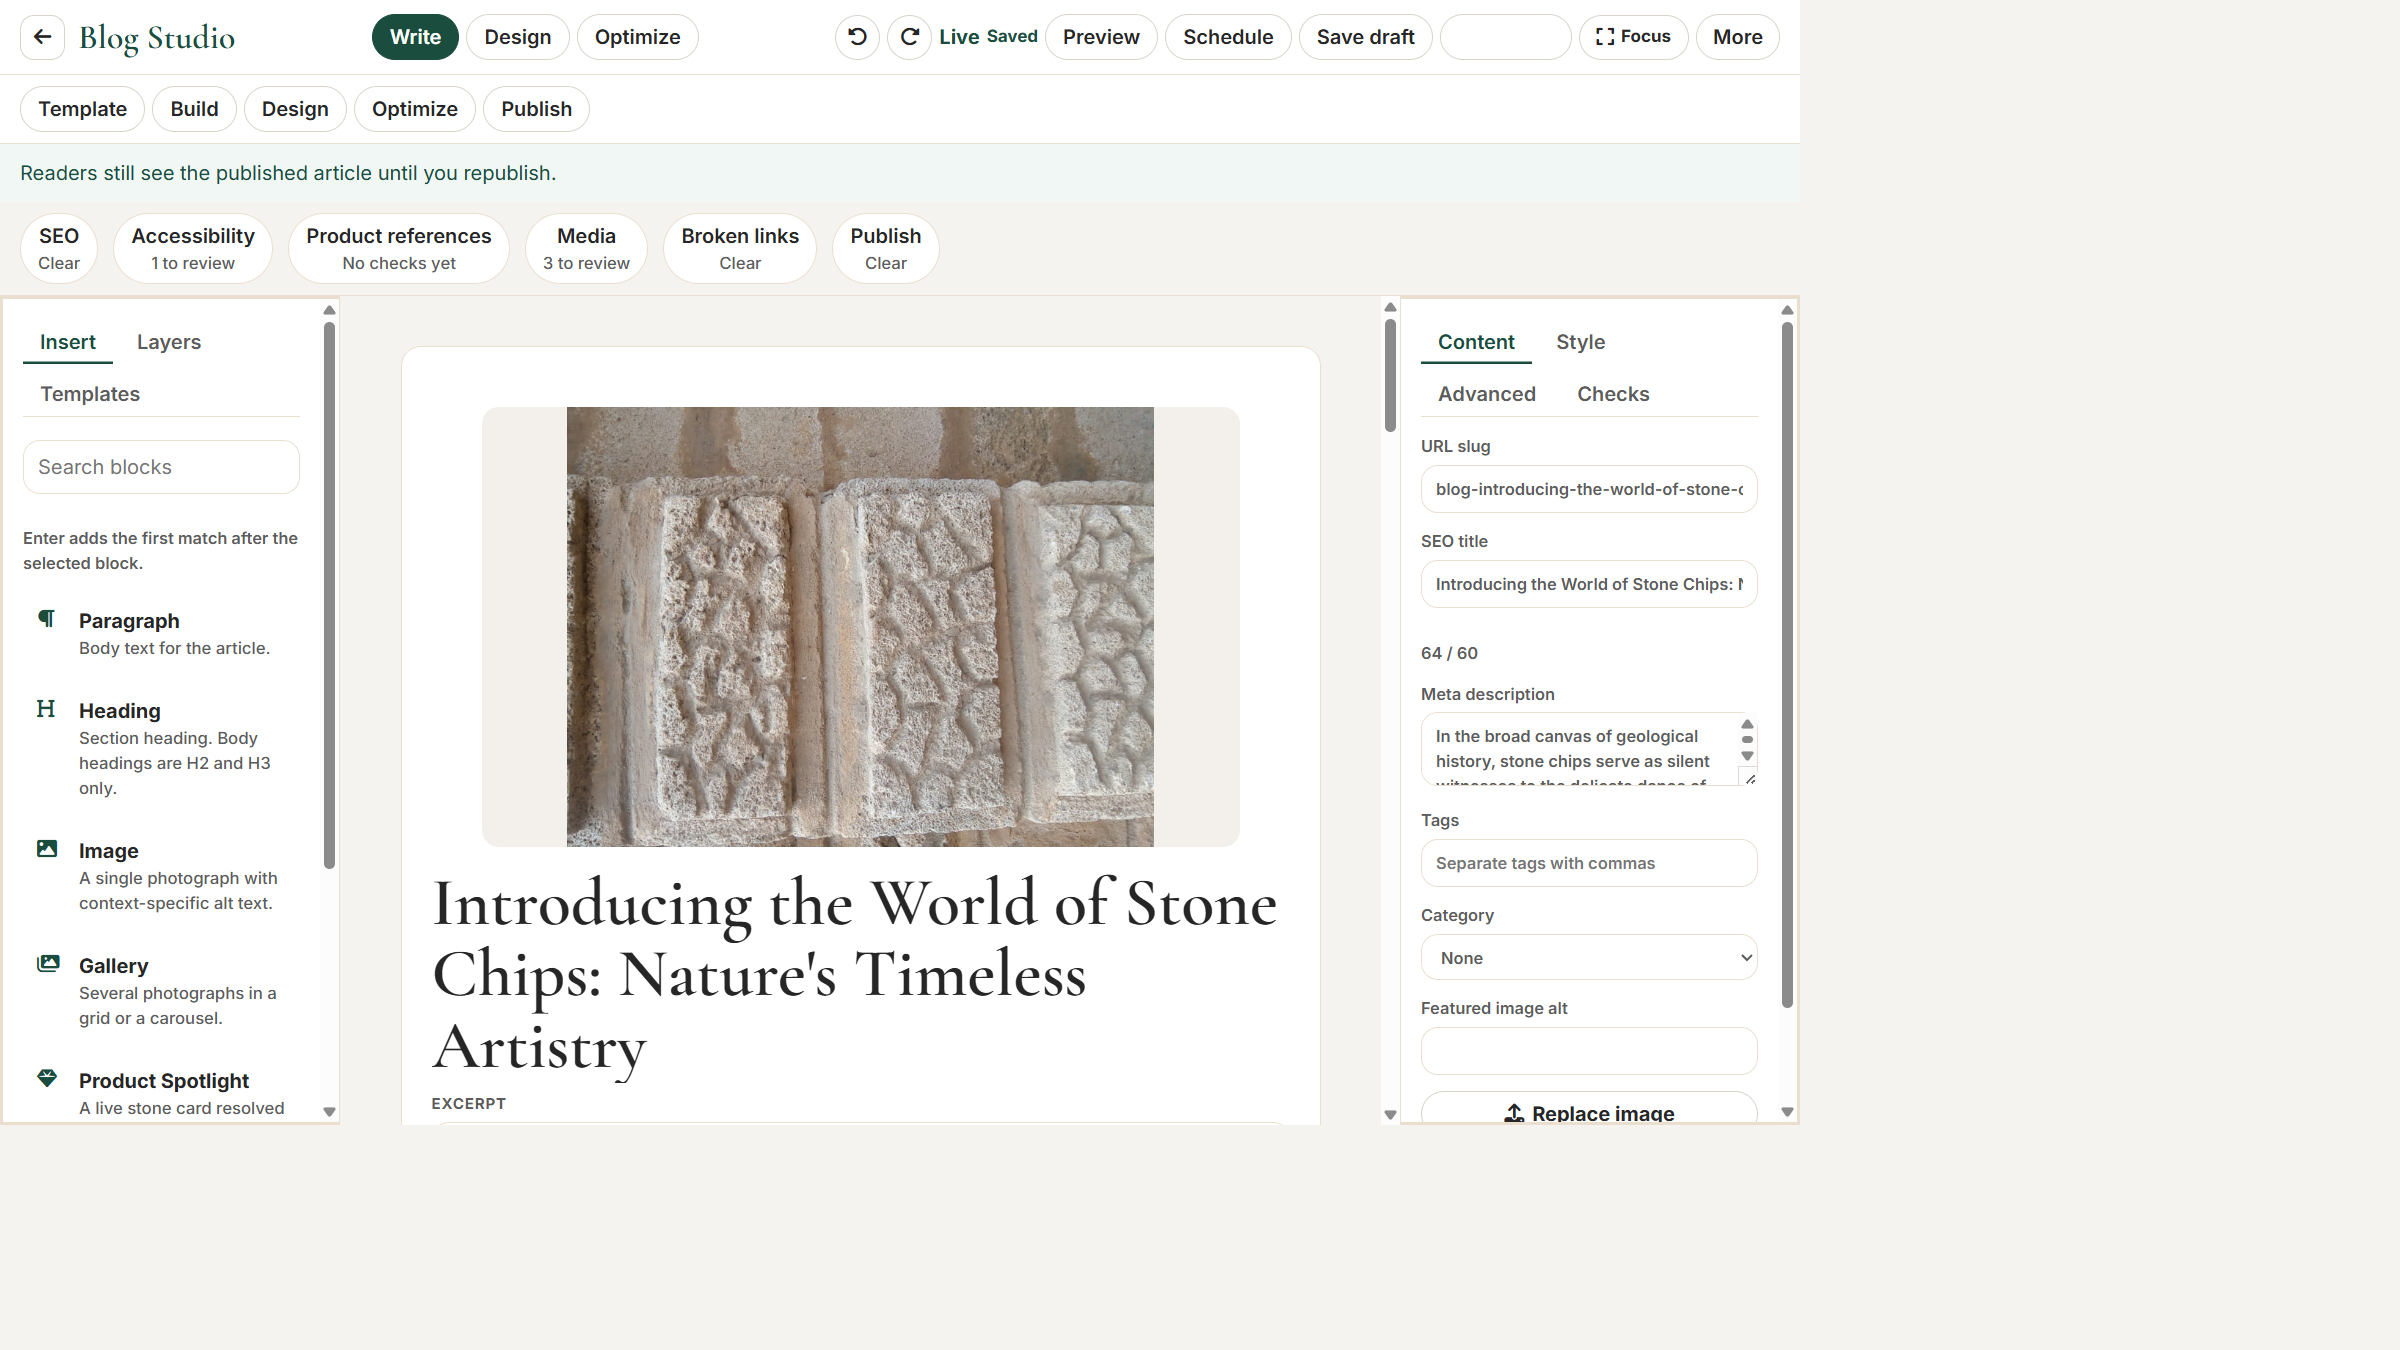 Blog Studio
Write
Design
Optimize
Live
Saved
Preview
Schedule
Save draft
Focus
More
Template
Build
Design
Optimize
Publish
Readers still see the published article until you republish.
SEO
Clear
Accessibility
1 to review
Product references
No checks yet
Media
3 to review
Broken links
Clear
Publish
Clear
Insert
Layers
Templates
Search blocks
Enter adds the first match after the
selected block.
Paragraph
Body text for the article.
Heading
Section heading. Body
headings are H2 and H3
only.
Image
A single photograph with
context-specific alt text.
Gallery
Several photographs in a
grid or a carousel.
Product Spotlight
A live stone card resolved
Introducing the World of Stone
Chips: Nature's Timeless
Artistry
EXCERPT
Content
Style
Advanced
Checks
URL slug
blog-introducing-the-world-of-stone-c
SEO title
Introducing the World of Stone Chips: N
64 / 60
Meta description
In the broad canvas of geological
history, stone chips serve as silent
witnesses to the delicate dance of
Tags
Separate tags with commas
Category
None
Featured image alt
Replace image